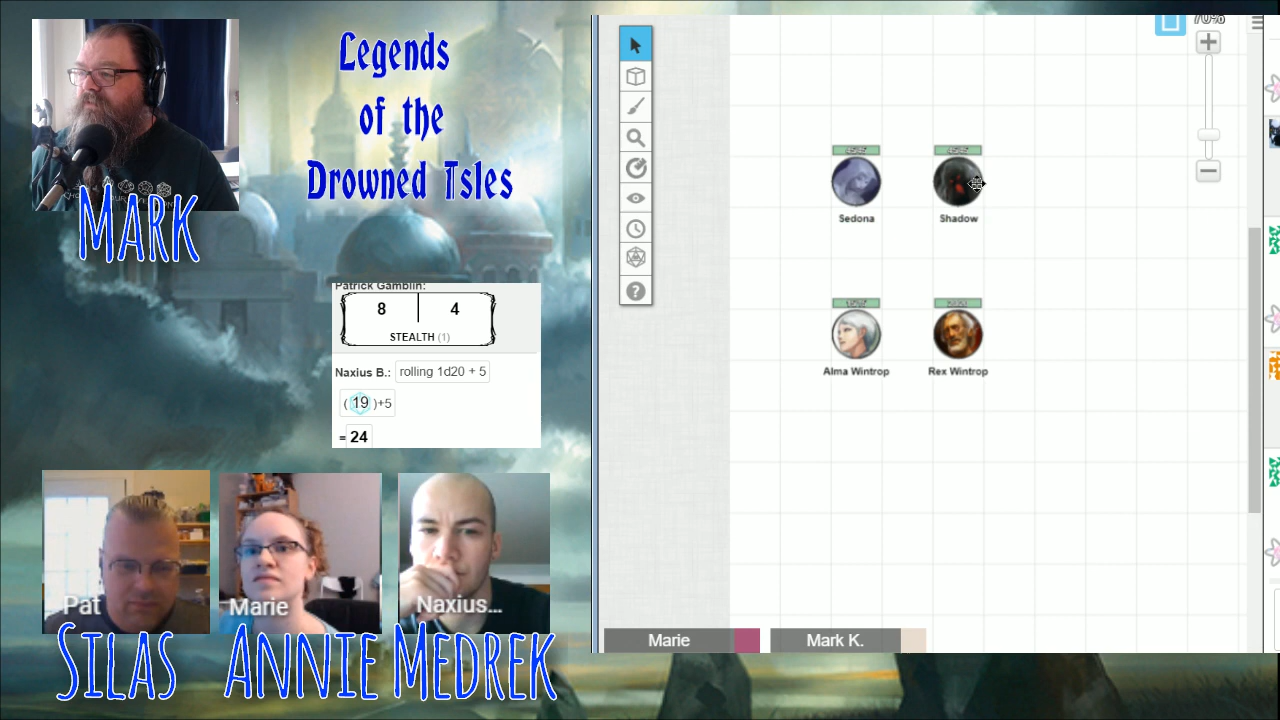 Legends
of the
Drowned Isles
MARK
Patrick Gamblin:
8 4
STEALTH (1)
Naxius B.: rolling 1d20 + 5
(19)+5
=24
Pat
Marie
Naxius...
SILAS
ANNIE
MEDREK
70%
Sedona
Shadow
Alma Wintrop
Rex Wintrop
?
Marie
Mark K.